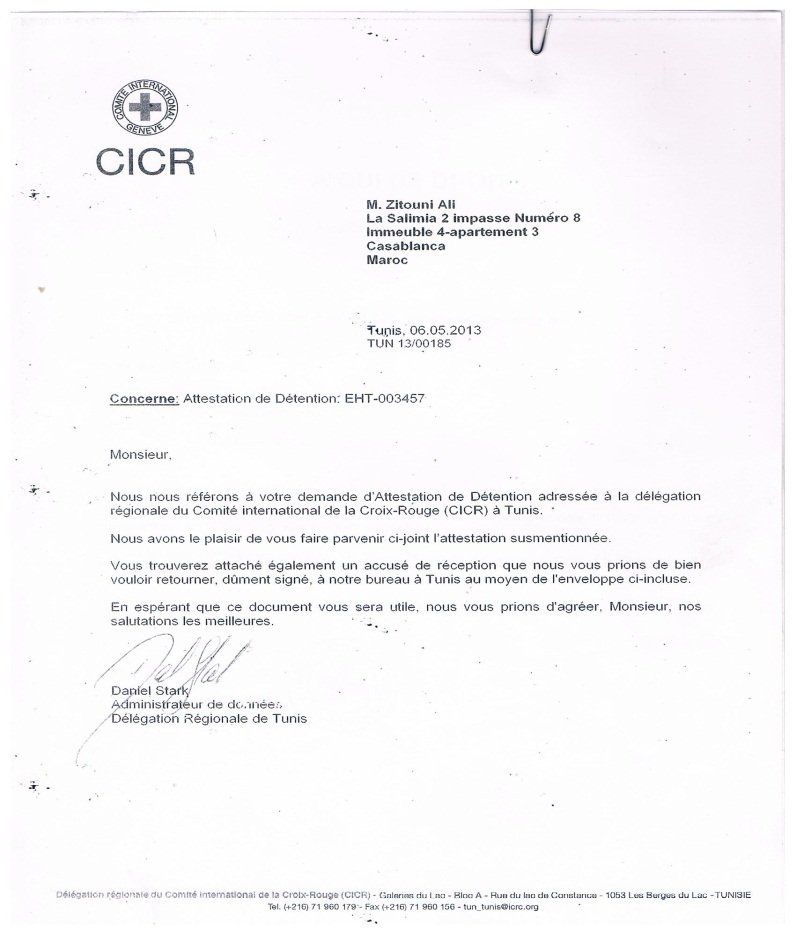 COMITÉ INTERNATIONAL
GENÈVE
CICR
M. Zitouni Ali
La Salimia 2 impasse Numéro 8
Immeuble 4-apartement 3
Casablanca
Maroc
Tunis, 06.05.2013
TUN 13/00185
Concerne: Attestation de Détention: EHT-003457
Monsieur,
Nous nous référons à votre demande d'Attestation de Détention adressée à la délégation
régionale du Comité international de la Croix-Rouge (CICR) à Tunis.
Nous avons le plaisir de vous faire parvenir ci-joint l'attestation susmentionnée.
Vous trouverez attaché également un accusé de réception que nous vous prions de bien
vouloir retourner, dûment signé, à notre bureau à Tunis au moyen de l'enveloppe ci-incluse.
En espérant que ce document vous sera utile, nous vous prions d'agréer, Monsieur, nos
salutations les meilleures.
Daniel Stark
Administrateur de données
Délégation Régionale de Tunis
Délégation régionale du Comité international de la Croix-Rouge (CICR) - Galeries du Lac - Bloc A - Rue du lac de Constance - 1053 Les Berges du Lac - TUNISIE
Tel. (+216) 71 960 179 - Fax (+216) 71 960 156 - tun_tunis@icrc.org